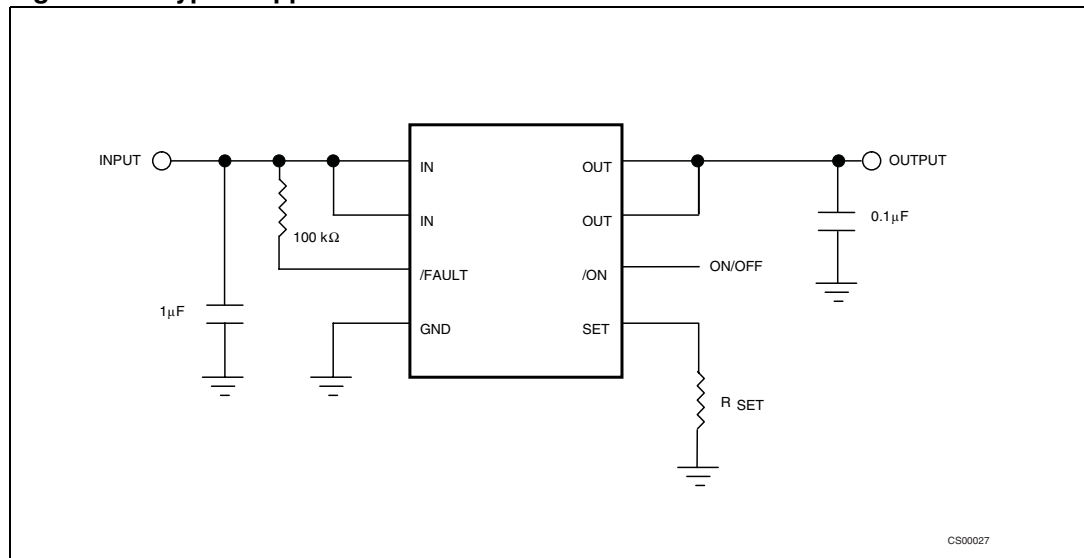 INPUT
IN
OUT
OUTPUT
IN
OUT
0.1µF
100 kΩ
/FAULT
/ON
ON/OFF
1µF
GND
SET
R SET
CS00027